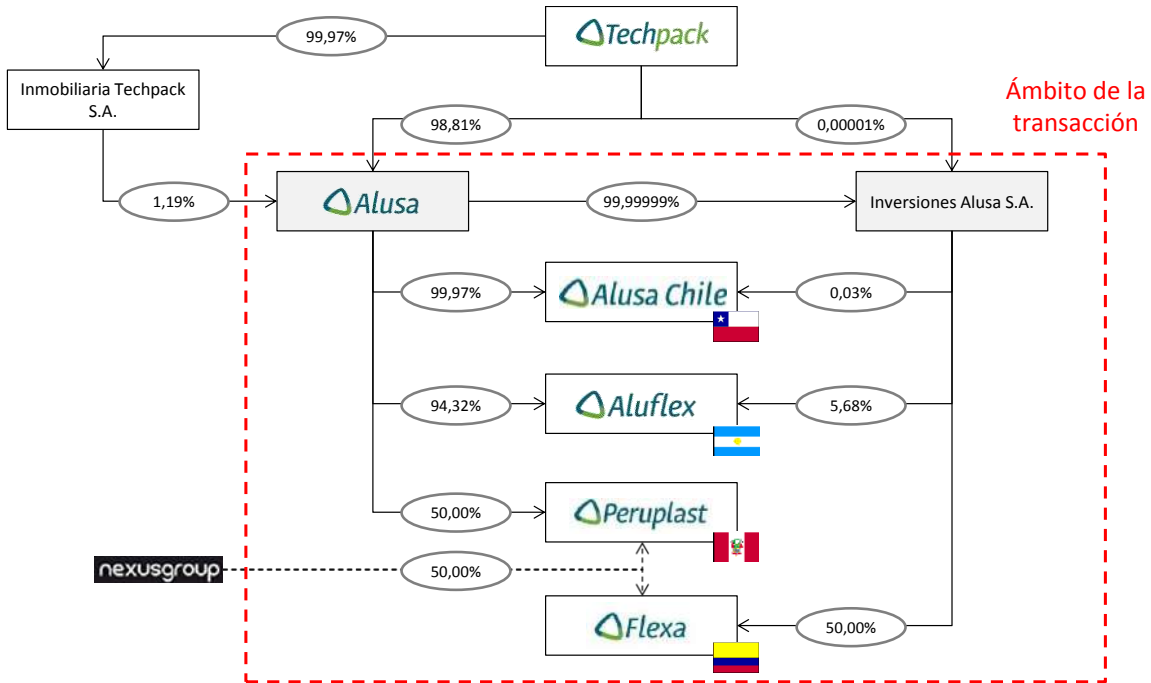 Techpack
99,97%
Inmobiliaria Techpack
S.A.
Ámbito de la
transacción
98,81%
0,00001%
1,19%
Alusa
99,99999%
Inversiones Alusa S.A.
99,97%
Alusa Chile
0,03%
94,32%
Aluflex
5,68%
50,00%
Peruplast
nexusgroup
50,00%
Flexa
50,00%